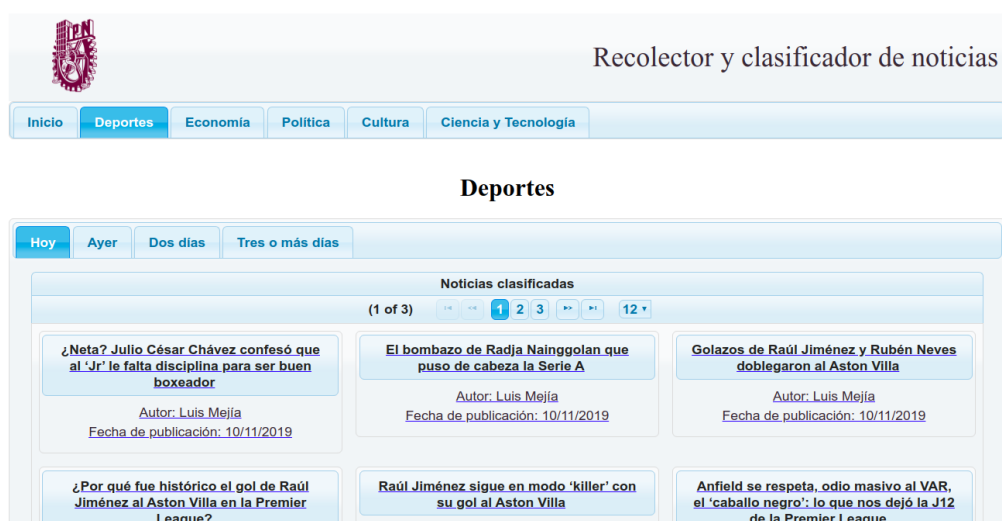 IPN
Recolector y clasificador de noticias
Inicio Deportes Economía Política Cultura Ciencia y Tecnología
Deportes
Hoy Ayer Dos días Tres o más días
Noticias clasificadas
(1 of 3) 1 2 3 12
¿Neta? Julio César Chávez confesó que
al ‘Jr’ le falta disciplina para ser buen
boxeador
Autor: Luis Mejía
Fecha de publicación: 10/11/2019
El bombazo de Radja Nainggolan que
puso de cabeza la Serie A
Autor: Luis Mejía
Fecha de publicación: 10/11/2019
Golazos de Raúl Jiménez y Rubén Neves
doblegaron al Aston Villa
Autor: Luis Mejía
Fecha de publicación: 10/11/2019
¿Por qué fue histórico el gol de Raúl
Jiménez al Aston Villa en la Premier
League?
Raúl Jiménez sigue en modo ‘killer’ con
su gol al Aston Villa
Anfield se respeta, odio masivo al VAR,
el ‘caballo negro’: lo que nos dejó la J12
de la Premier League